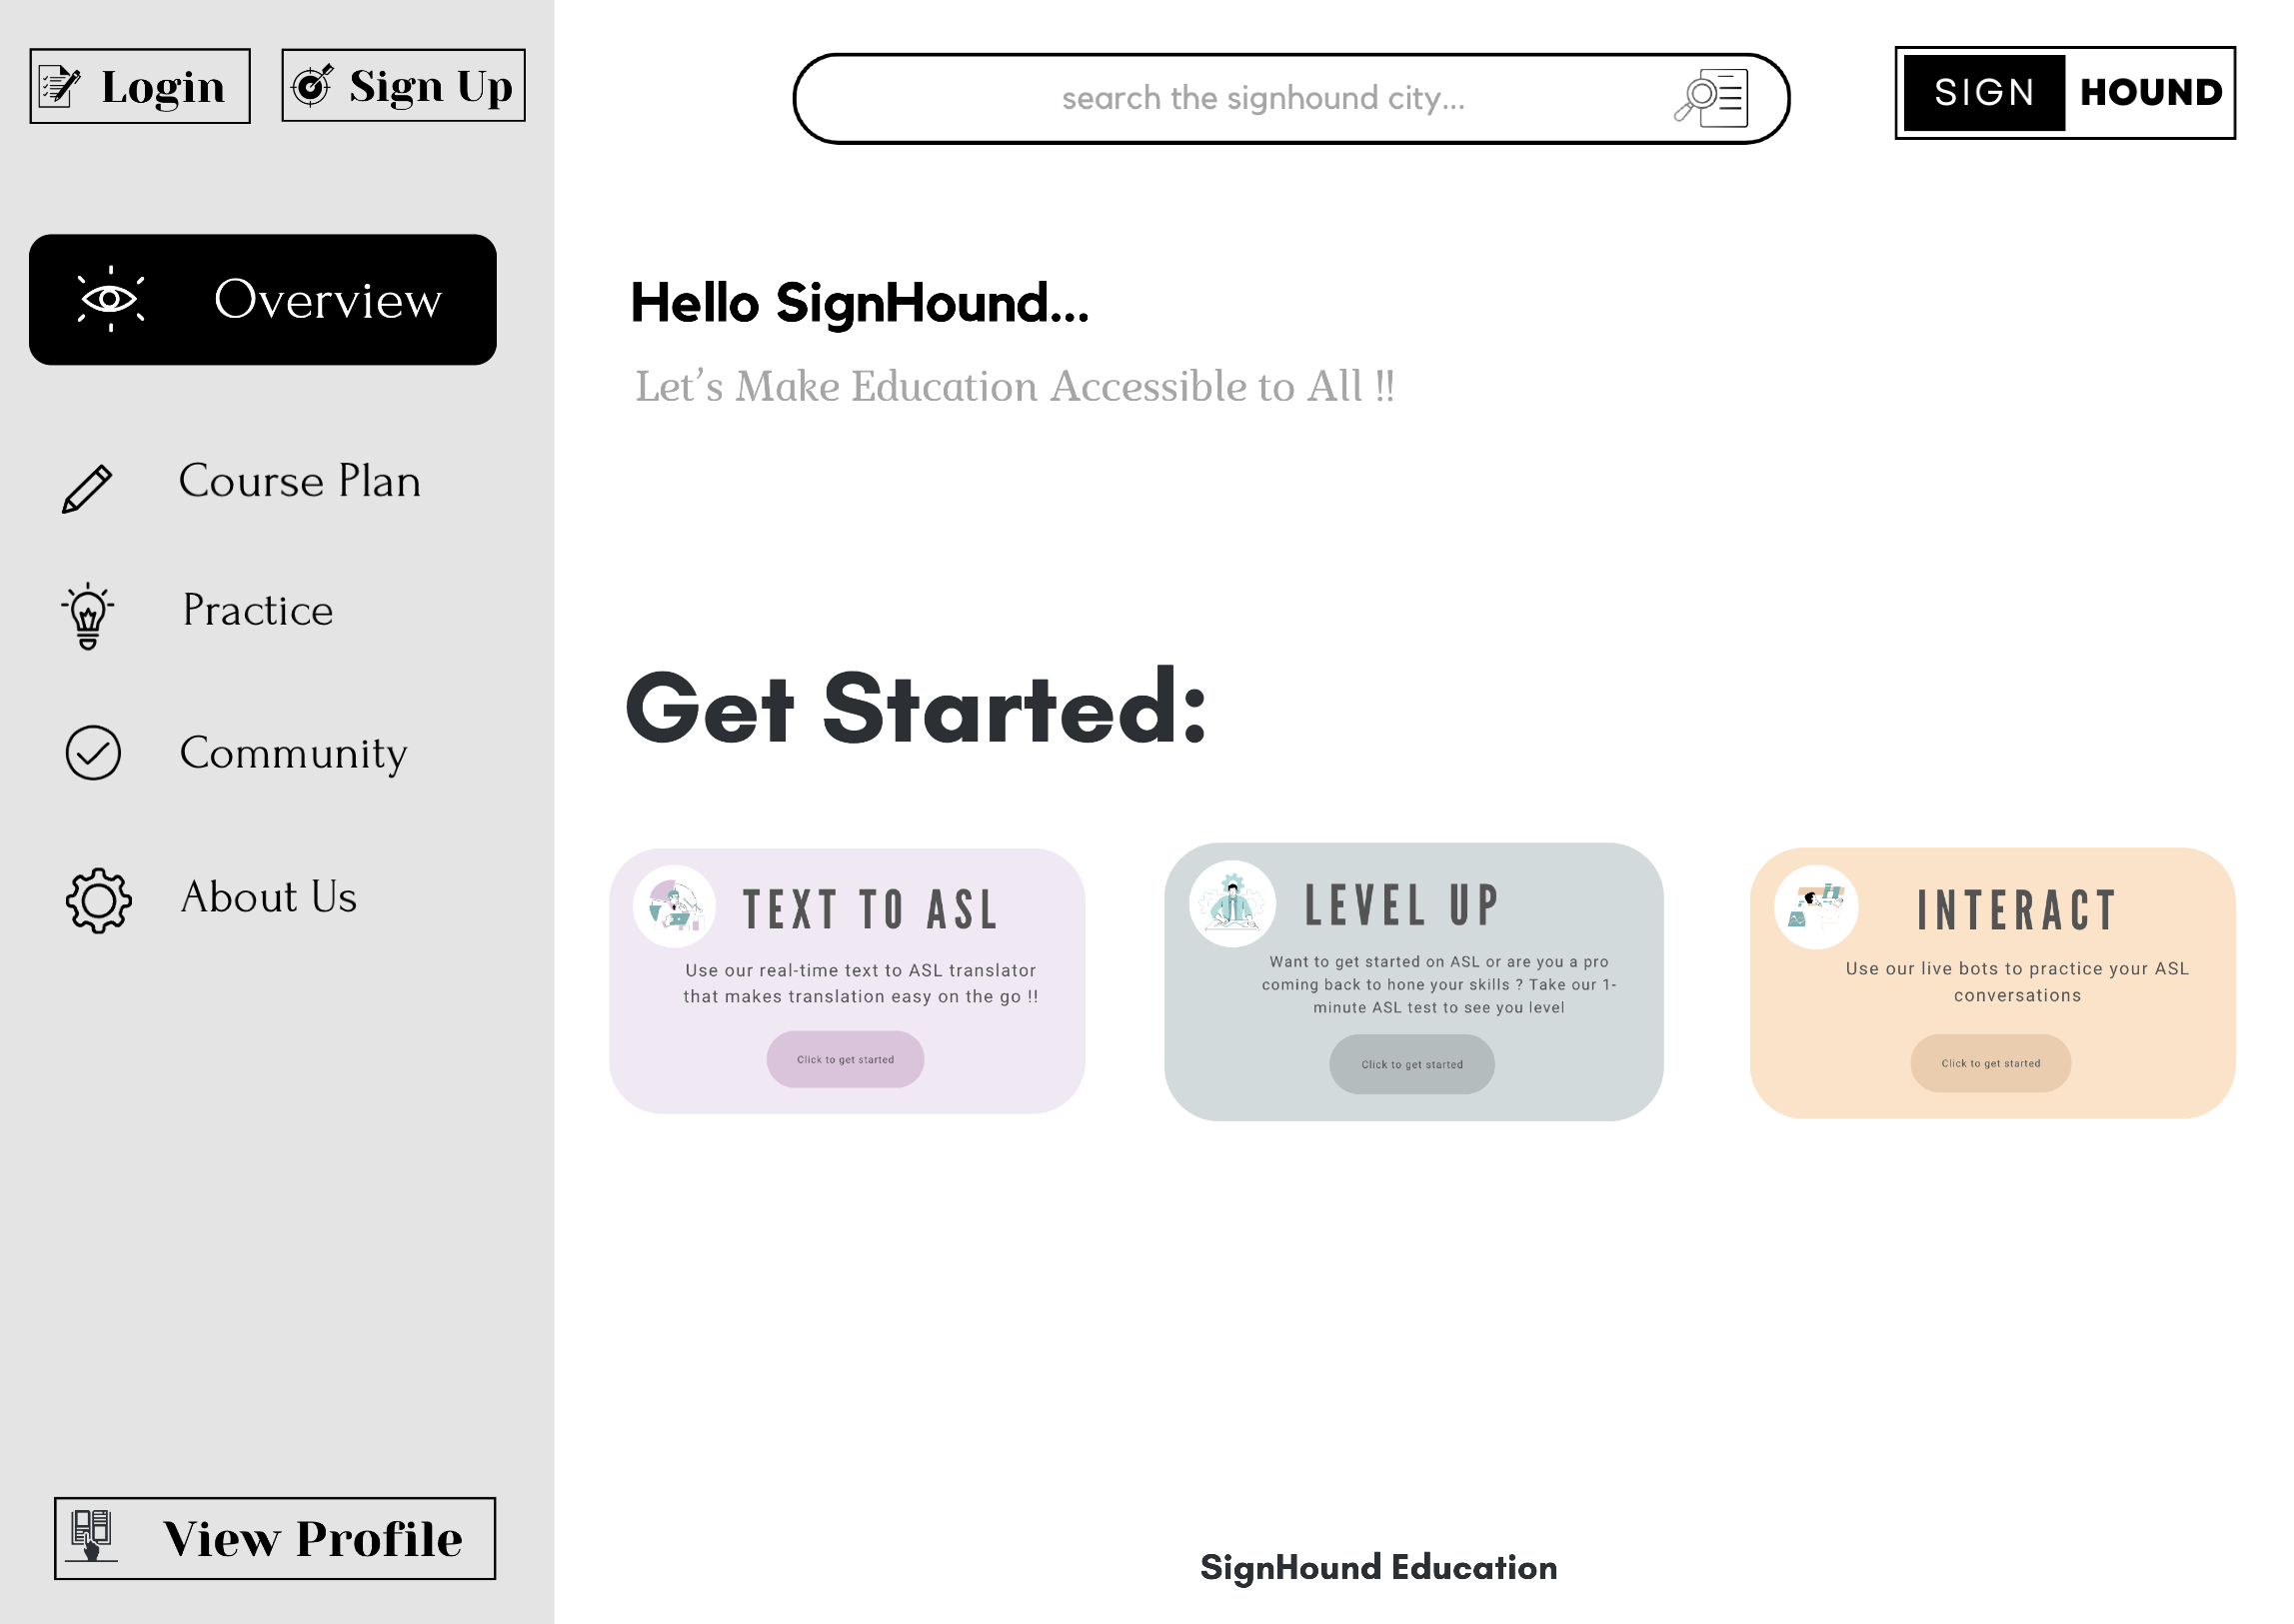 Login
Sign Up
search the signhound city...
SIGN HOUND
Overview
Course Plan
Practice
Community
About Us
View Profile
Hello SignHound...
Let's Make Education Accessible to All !!
Get Started:
TEXT TO ASL
Use our real-time text to ASL translator
that makes translation easy on the go !!
Click to get started
LEVEL UP
Want to get started on ASL or are you a pro
coming back to hone your skills ? Take our 1-
minute ASL test to see you level
Click to get started
INTERACT
Use our live bots to practice your ASL
conversations
Click to get started
SignHound Education